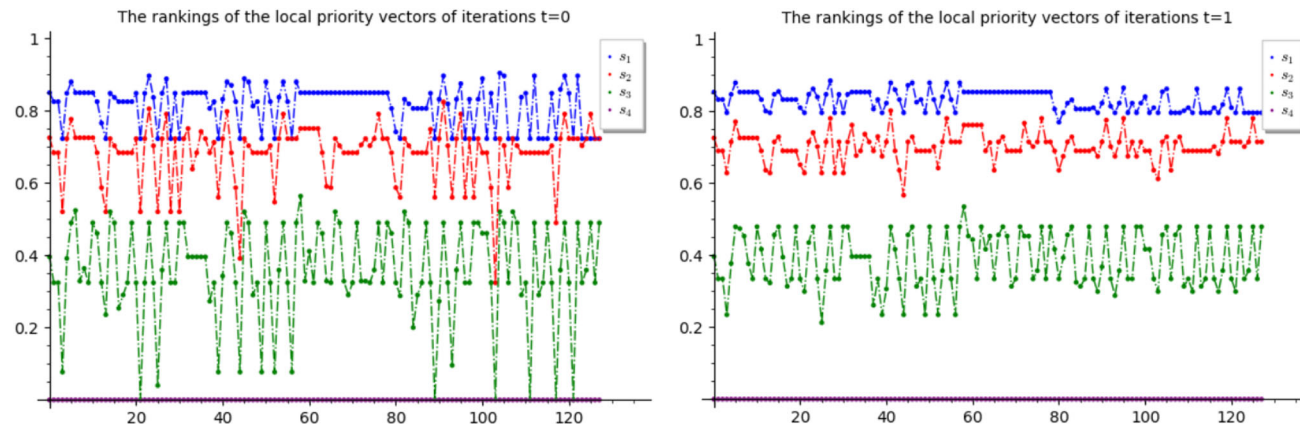 The rankings of the local priority vectors of iterations t=0
1
0.8
0.6
0.4
0.2
20 40 60 80 100 120
s1
s2
s3
s4
The rankings of the local priority vectors of iterations t=1
1
0.8
0.6
0.4
0.2
20 40 60 80 100 120
s1
s2
s3
s4